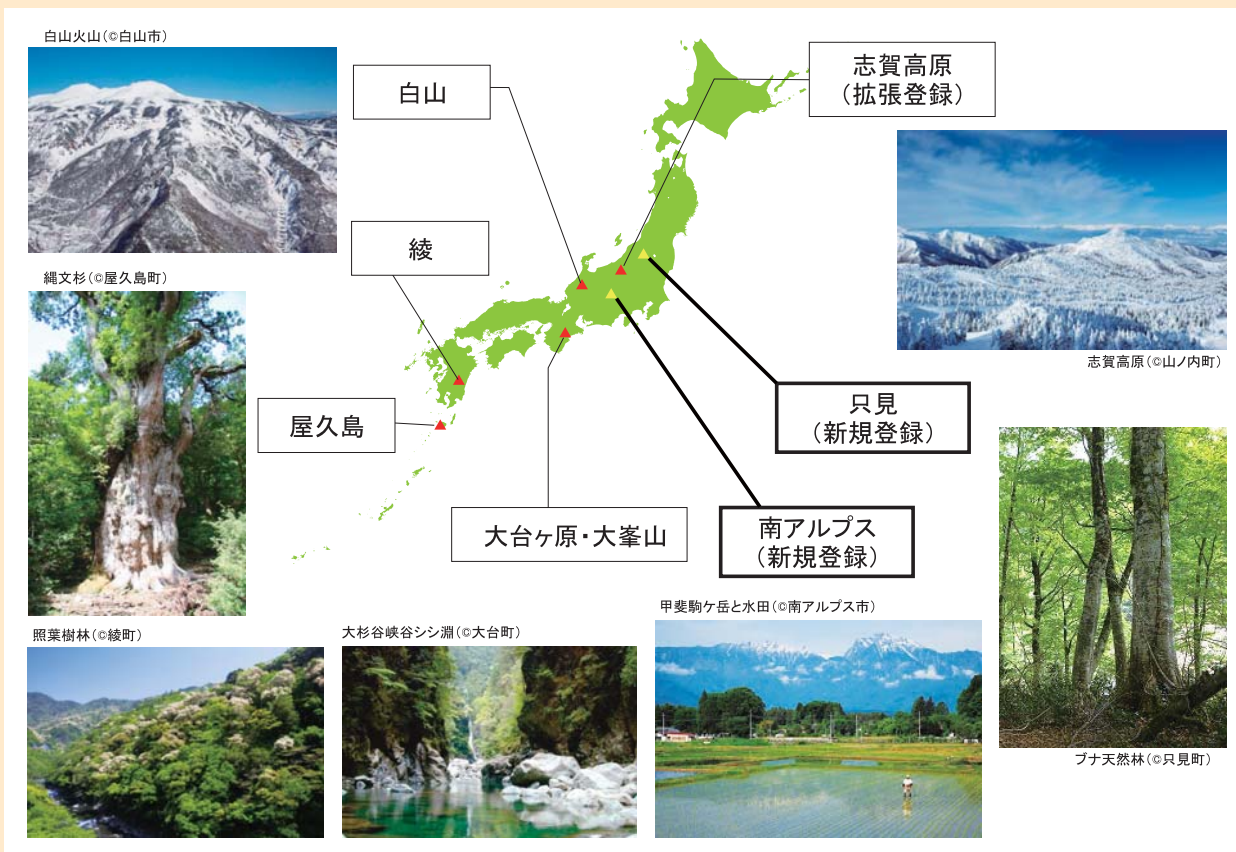 白山火山(©白山市)
白山
志賀高原
(拡張登録)
綾
縄文杉(©屋久島町)
志賀高原(©山ノ内町)
只見
(新規登録)
屋久島
大台ヶ原・大峯山
南アルプス
(新規登録)
甲斐駒ケ岳と水田(©南アルプス市)
照葉樹林(©綾町)
大杉谷峡谷シシ淵(©大台町)
ブナ天然林(©只見町)